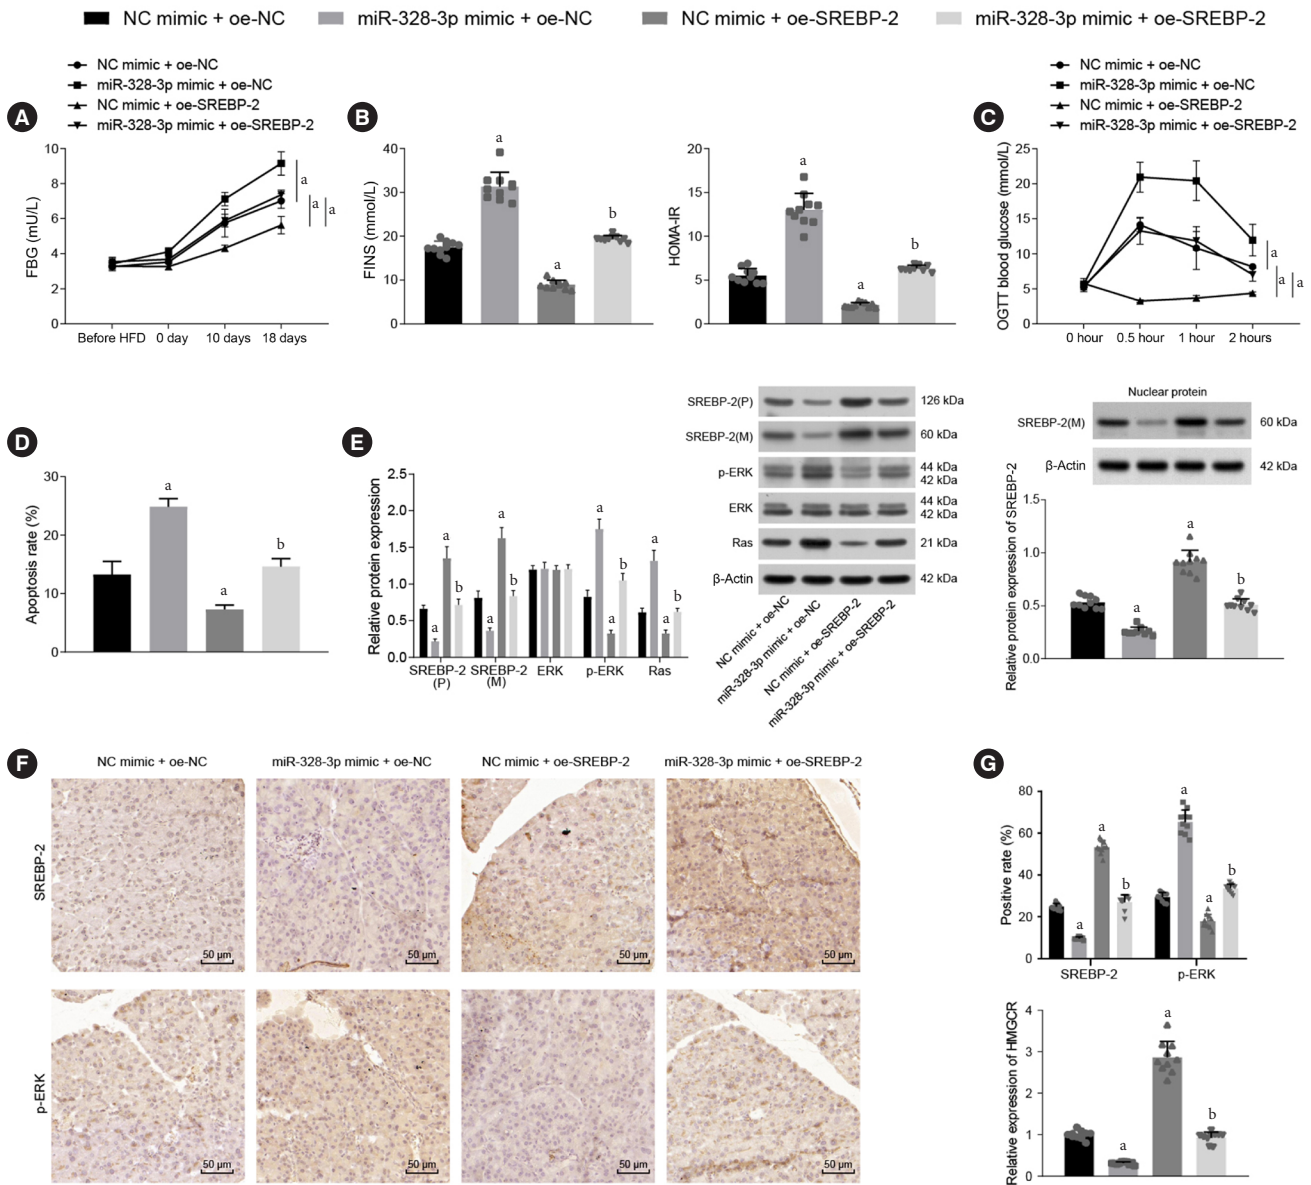 NC mimic + oe-NC
miR-328-3p mimic + oe-NC
NC mimic + oe-SREBP-2
miR-328-3p mimic + oe-SREBP-2
A
NC mimic + oe-NC
miR-328-3p mimic + oe-NC
NC mimic + oe-SREBP-2
miR-328-3p mimic + oe-SREBP-2
FBG (mU/L)
10
8
6
4
2
0
a
a
a
Before HFD
0 day
10 days
18 days
B
FINS (mmol/L)
40
30
20
10
0
a
a
b
HOMA-IR
20
15
10
5
0
a
a
b
C
NC mimic + oe-NC
miR-328-3p mimic + oe-NC
NC mimic + oe-SREBP-2
miR-328-3p mimic + oe-SREBP-2
OGTT blood glucose (mmol/L)
25
20
15
10
5
0
a
a
a
0 hour
0.5 hour
1 hour
2 hours
D
Apoptosis rate (%)
30
20
10
0
a
a
b
E
Relative protein expression
2.5
2.0
1.5
1.0
0.5
0.0
a
a
b
a
a
b
a
a
b
a
a
b
SREBP-2
(P)
SREBP-2
(M)
ERK
p-ERK
Ras
SREBP-2(P)
126 kDa
SREBP-2(M)
60 kDa
p-ERK
44 kDa
42 kDa
ERK
44 kDa
42 kDa
Ras
21 kDa
β-Actin
42 kDa
NC mimic + oe-NC
miR-328-3p mimic + oe-NC
NC mimic + oe-SREBP-2
miR-328-3p mimic + oe-SREBP-2
Nuclear protein
SREBP-2(M)
60 kDa
β-Actin
42 kDa
Relative protein expression of SREBP-2
1.5
1.0
0.5
0.0
a
a
b
F
NC mimic + oe-NC
miR-328-3p mimic + oe-NC
NC mimic + oe-SREBP-2
miR-328-3p mimic + oe-SREBP-2
SREBP-2
50 µm
50 µm
50 µm
50 µm
p-ERK
50 µm
50 µm
50 µm
50 µm
G
Positive rate (%)
80
60
40
20
0
a
a
b
a
a
b
SREBP-2
p-ERK
Relative expression of HMGCR
4
3
2
1
0
a
a
b